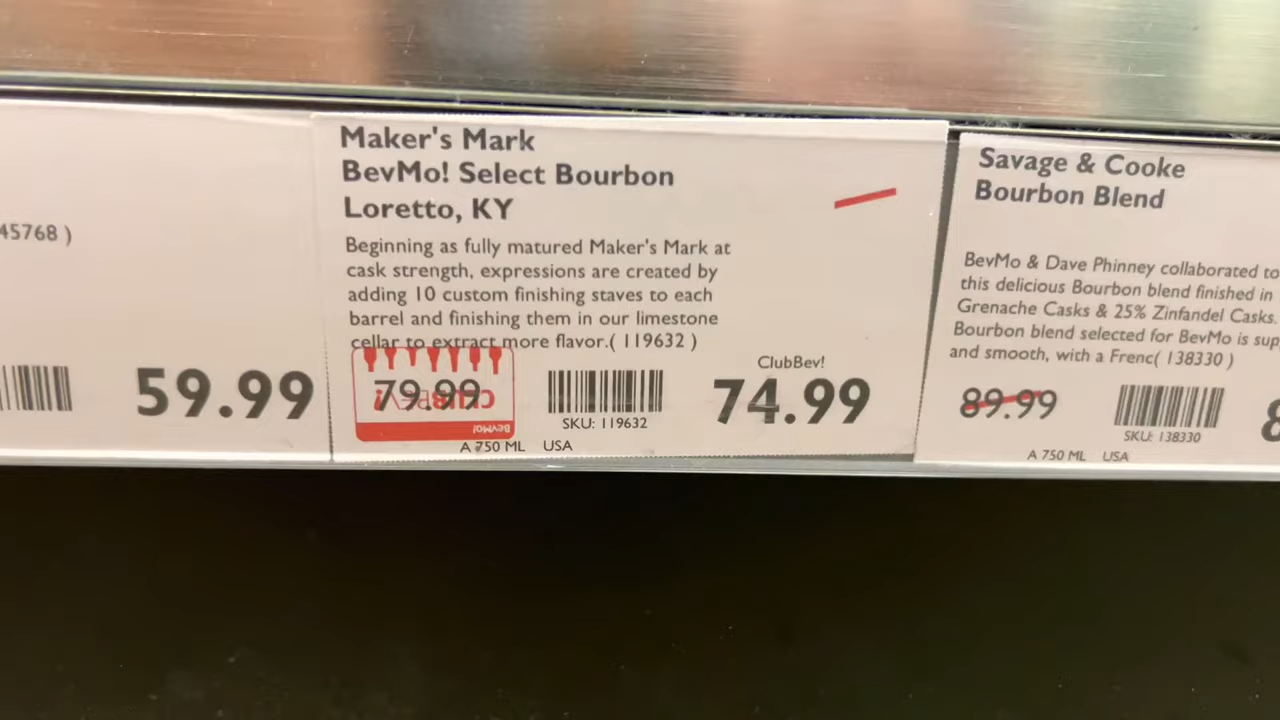 45768 )
59.99
Maker's Mark
BevMo! Select Bourbon
Loretto, KY
Beginning as fully matured Maker's Mark at
cask strength, expressions are created by
adding 10 custom finishing staves to each
barrel and finishing them in our limestone
cellar to extract more flavor.( 119632 )
79.99
CLUBBEV!
BevMo!
SKU: 119632
ClubBev!
74.99
A 750 ML USA
Savage & Cooke
Bourbon Blend
BevMo & Dave Phinney collaborated to
this delicious Bourbon blend finished in
Grenache Casks & 25% Zinfandel Casks.
Bourbon blend selected for BevMo is sup
and smooth, with a Frenc( 138330 )
89.99
SKU: 138330
8
A 750 ML USA